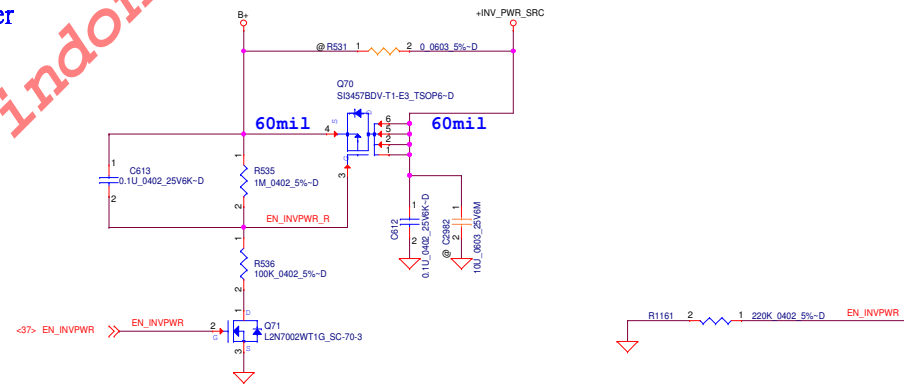 er
indon
B+
+INV_PWR_SRC
@ R531 1 2 0_0603_5%~D
Q70
SI3457BDV-T1-E3_TSOP6~D
60mil
60mil
S
D
G
4
6
5
2
1
3
C613
0.1U_0402_25V6K~D
1
2
R535
1M_0402_5%~D
1
2
EN_INVPWR_R
C612
0.1U_0402_25V6K~D
1
2
@ C2982
10U_0603_25V6M
1
2
R536
100K_0402_5%~D
1
2
<37> EN_INVPWR
EN_INVPWR
2
G
1
D
Q71
L2N7002WT1G_SC-70-3
3
S
R1161 2 1 220K_0402_5%~D EN_INVPWR